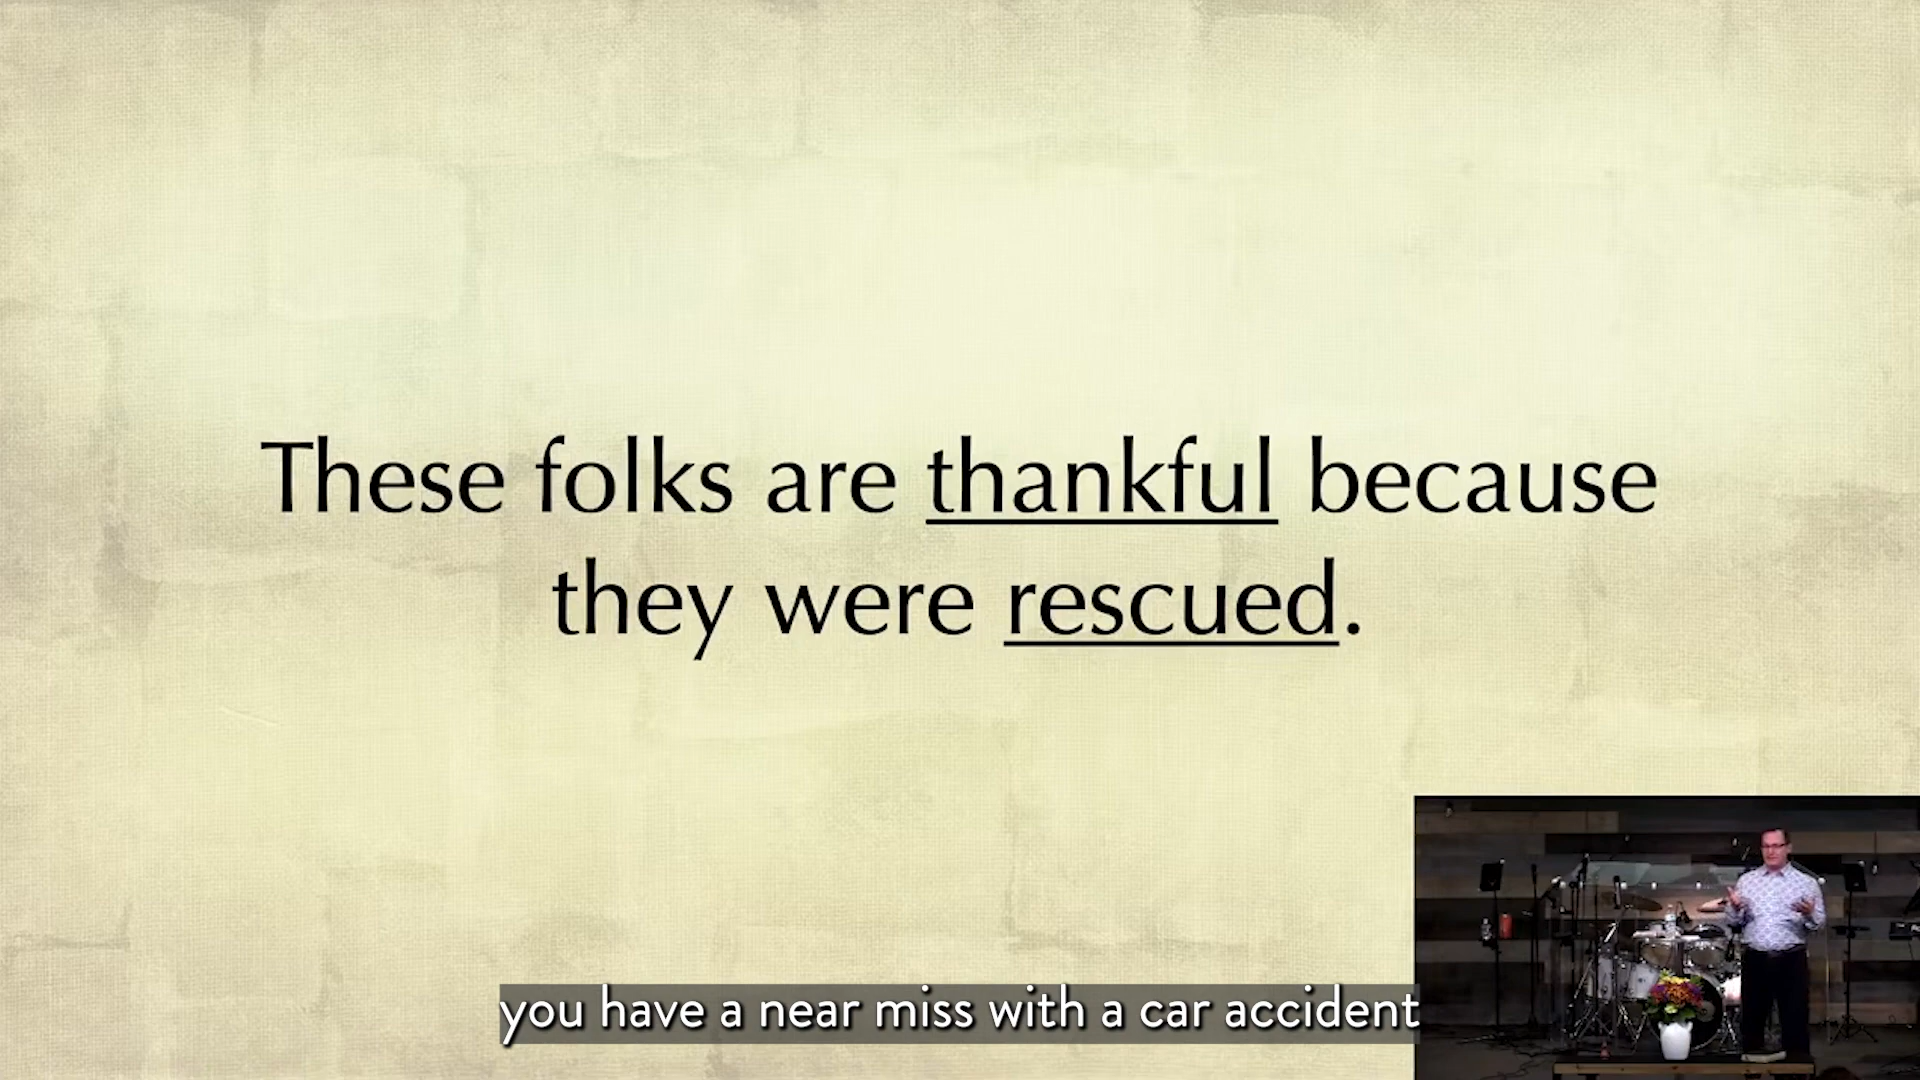 These folks are thankful because
they were rescued.
you have a near miss with a car accident